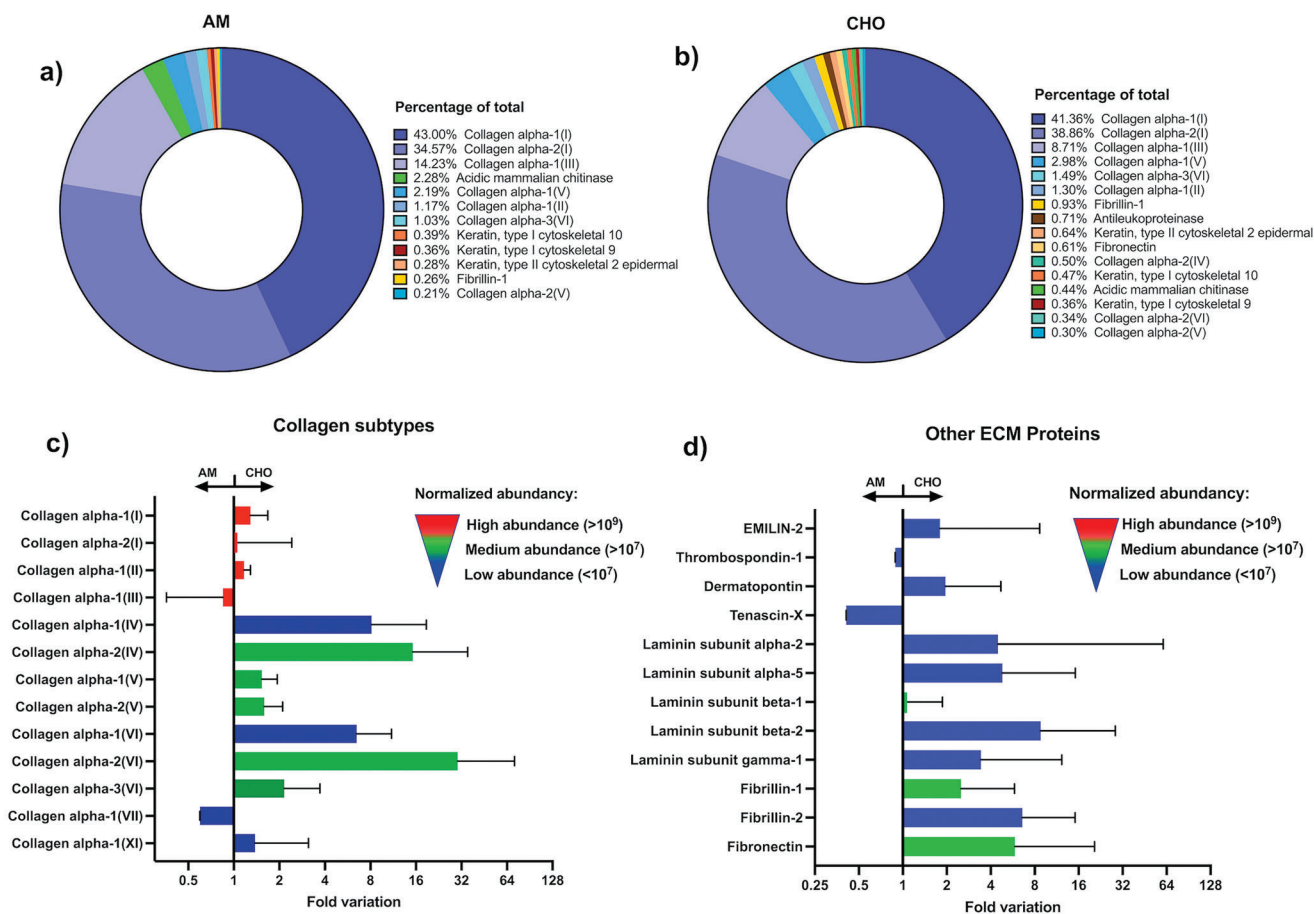 AM
a)
Percentage of total
43.00% Collagen alpha-1(I)
34.57% Collagen alpha-2(I)
14.23% Collagen alpha-1(III)
2.28% Acidic mammalian chitinase
2.19% Collagen alpha-1(V)
1.17% Collagen alpha-1(II)
1.03% Collagen alpha-3(VI)
0.39% Keratin, type I cytoskeletal 10
0.36% Keratin, type I cytoskeletal 9
0.28% Keratin, type II cytoskeletal 2 epidermal
0.26% Fibrillin-1
0.21% Collagen alpha-2(V)
CHO
b)
Percentage of total
41.36% Collagen alpha-1(I)
38.86% Collagen alpha-2(I)
8.71% Collagen alpha-1(III)
2.98% Collagen alpha-1(V)
1.49% Collagen alpha-3(VI)
1.30% Collagen alpha-1(II)
0.93% Fibrillin-1
0.71% Antileukoproteinase
0.64% Keratin, type II cytoskeletal 2 epidermal
0.61% Fibronectin
0.50% Collagen alpha-2(IV)
0.47% Keratin, type I cytoskeletal 10
0.44% Acidic mammalian chitinase
0.36% Keratin, type I cytoskeletal 9
0.34% Collagen alpha-2(VI)
0.30% Collagen alpha-2(V)
c)
Collagen subtypes
AM CHO
Normalized abundancy:
High abundance (>10⁹)
Medium abundance (>10⁷)
Low abundance (<10⁷)
Collagen alpha-1(I)
Collagen alpha-2(I)
Collagen alpha-1(II)
Collagen alpha-1(III)
Collagen alpha-1(IV)
Collagen alpha-2(IV)
Collagen alpha-1(V)
Collagen alpha-2(V)
Collagen alpha-1(VI)
Collagen alpha-2(VI)
Collagen alpha-3(VI)
Collagen alpha-1(VII)
Collagen alpha-1(XI)
0.5 1 2 4 8 16 32 64 128
Fold variation
d)
Other ECM Proteins
AM CHO
Normalized abundancy:
High abundance (>10⁹)
Medium abundance (>10⁷)
Low abundance (<10⁷)
EMILIN-2
Thrombospondin-1
Dermatopontin
Tenascin-X
Laminin subunit alpha-2
Laminin subunit alpha-5
Laminin subunit beta-1
Laminin subunit beta-2
Laminin subunit gamma-1
Fibrillin-1
Fibrillin-2
Fibronectin
0.25 0.5 1 2 4 8 16 32 64 128
Fold variation